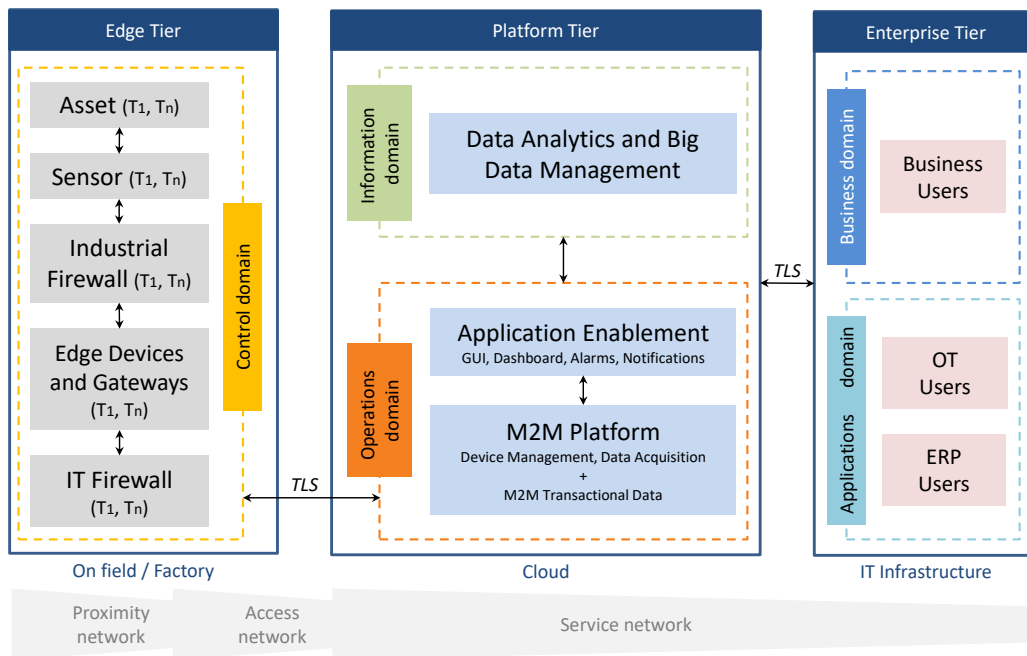 Edge Tier
Asset (T1, Tn)
Sensor (T1, Tn)
Industrial
Firewall (T1, Tn)
Edge Devices
and Gateways
(T1, Tn)
IT Firewall
(T1, Tn)
Control domain
TLS
On field / Factory
Platform Tier
Information
domain
Data Analytics and Big
Data Management
Operations
domain
Application Enablement
GUI, Dashboard, Alarms, Notifications
M2M Platform
Device Management, Data Acquisition
+
M2M Transactional Data
Cloud
TLS
Enterprise Tier
Business domain
Business
Users
Applications domain
OT
Users
ERP
Users
IT Infrastructure
Proximity
network
Access
network
Service network